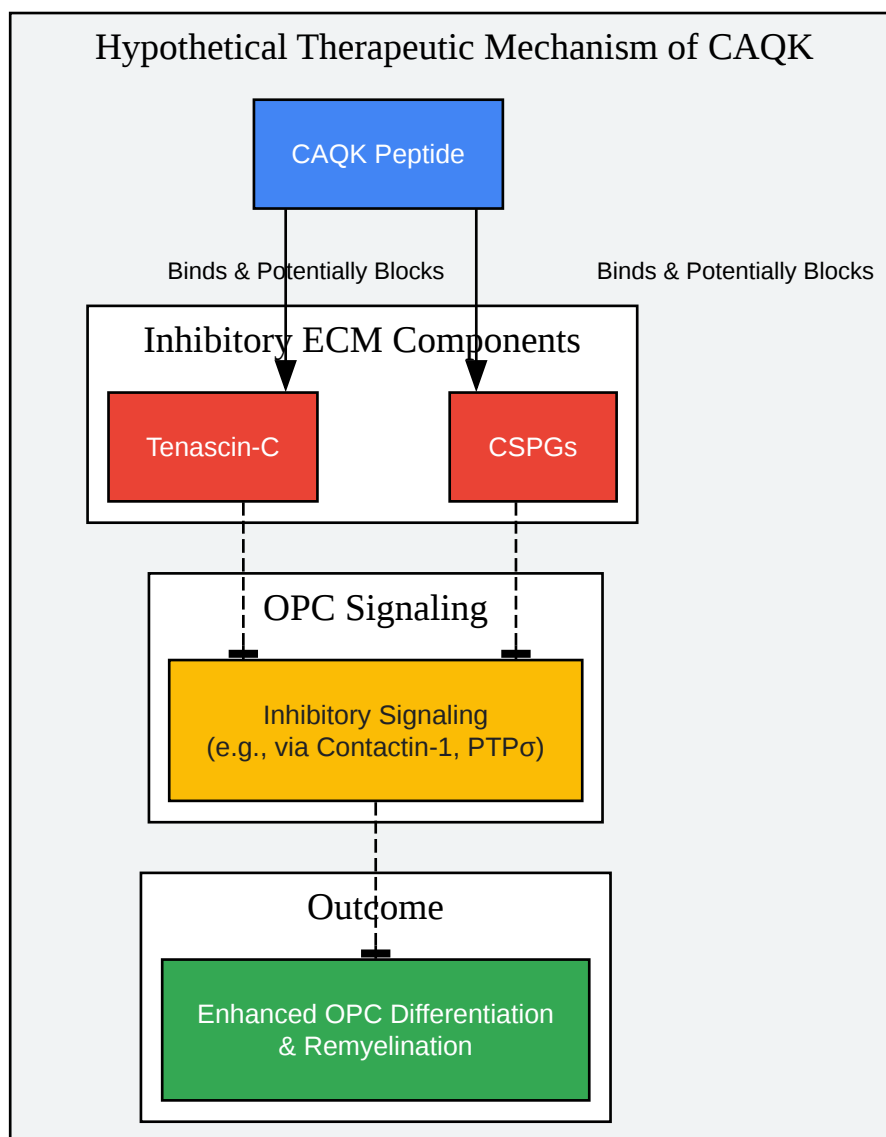 Hypothetical Therapeutic Mechanism of CAQK
CAQK Peptide
Binds & Potentially Blocks
Binds & Potentially Blocks
Inhibitory ECM Components
Tenascin-C
CSPGs
OPC Signaling
Inhibitory Signaling
(e.g., via Contactin-1, PTPσ)
Outcome
Enhanced OPC Differentiation
& Remyelination